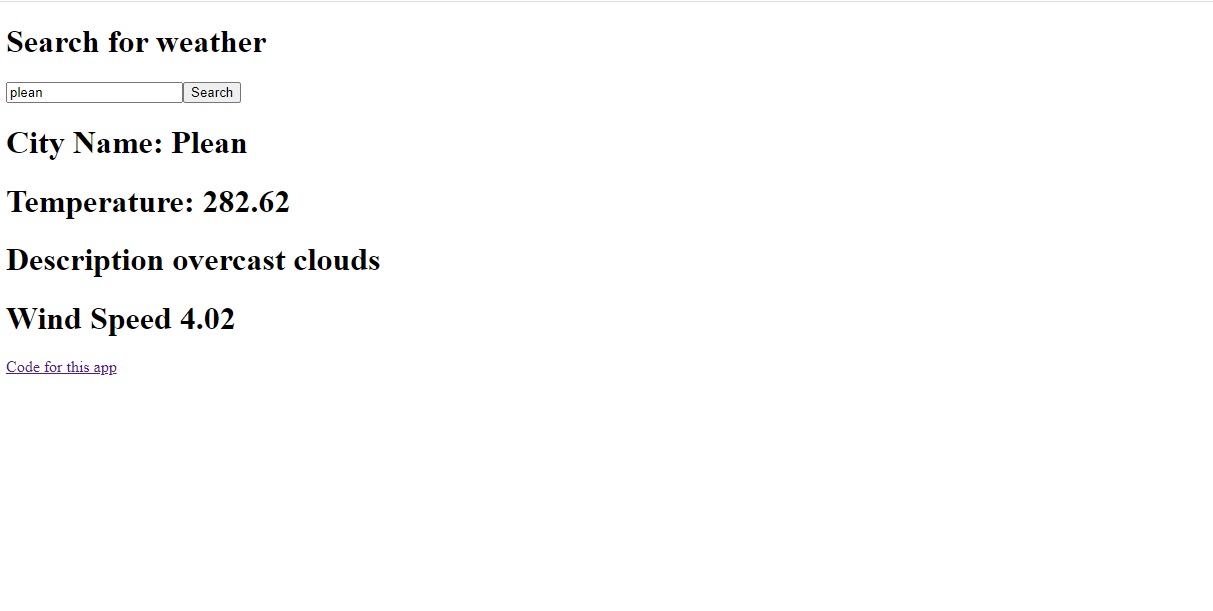 Search for weather
plean Search
City Name: Plean
Temperature: 282.62
Description overcast clouds
Wind Speed 4.02
Code for this app